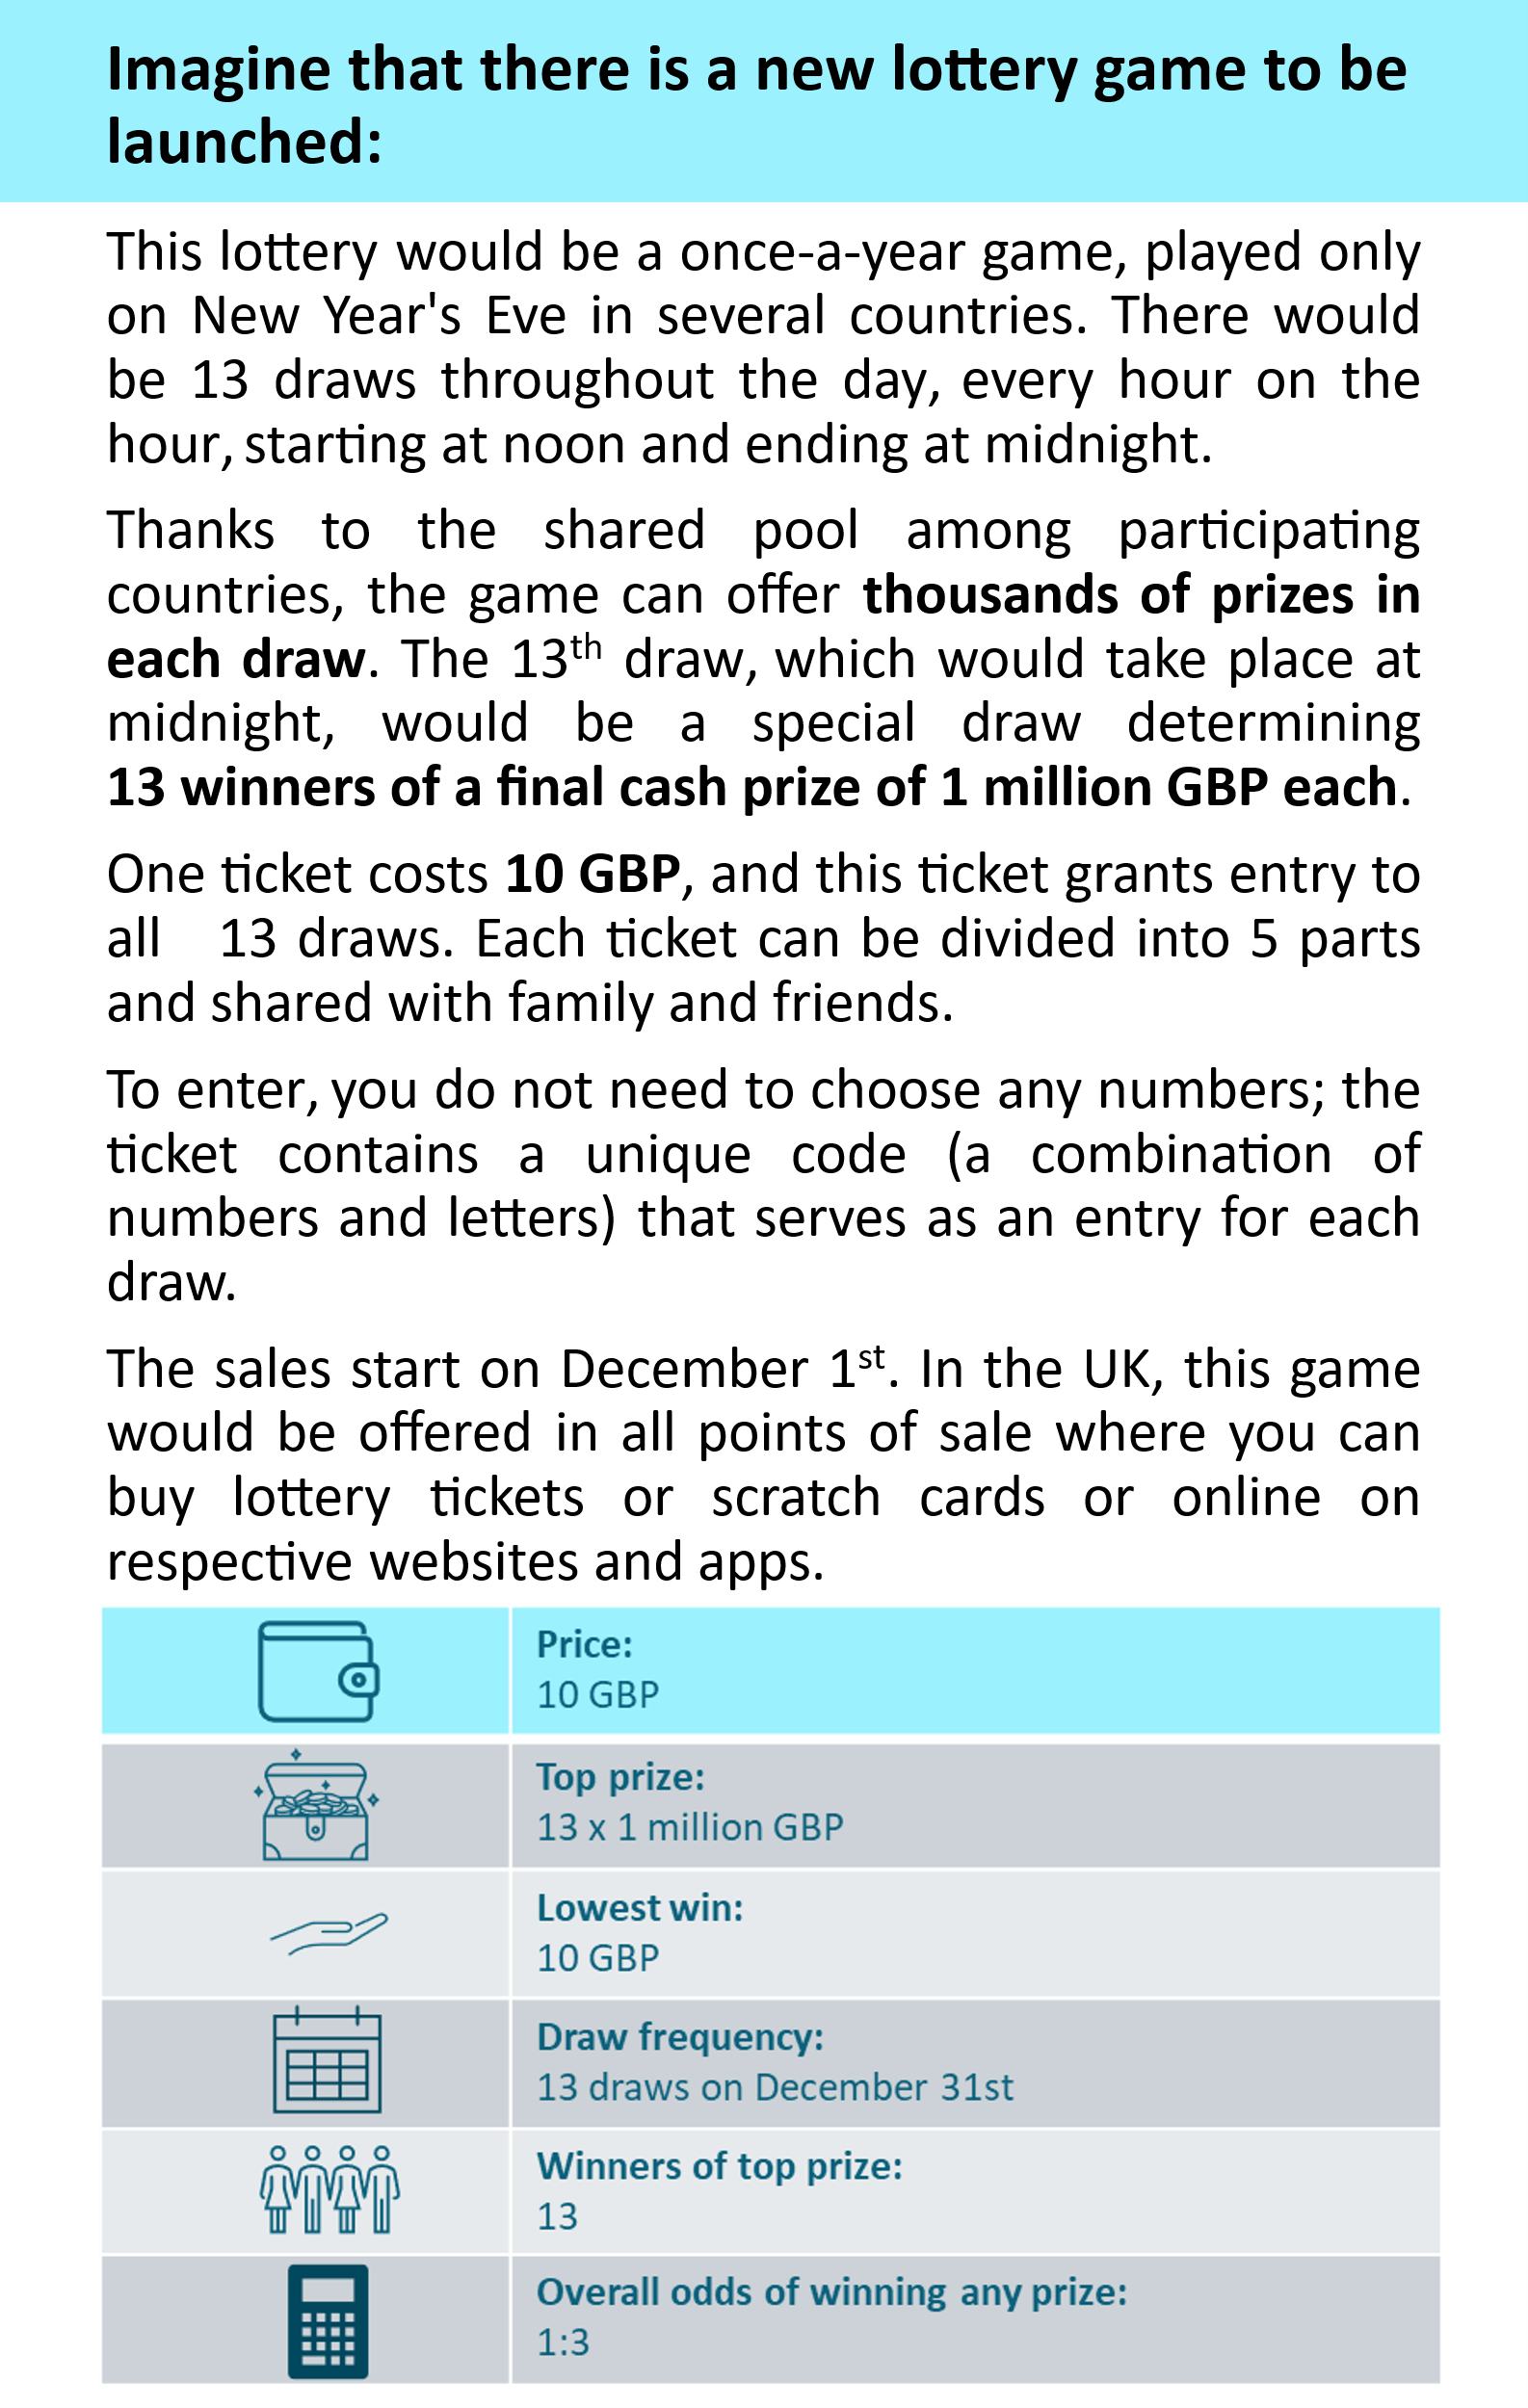 Imagine that there is a new lottery game to be
launched:
This lottery would be a once-a-year game, played only
on New Year's Eve in several countries. There would
be 13 draws throughout the day, every hour on the
hour, starting at noon and ending at midnight.
Thanks to the shared pool among participating
countries, the game can offer thousands of prizes in
each draw. The 13th draw, which would take place at
midnight, would be a special draw determining
13 winners of a final cash prize of 1 million GBP each.
One ticket costs 10 GBP, and this ticket grants entry to
all 13 draws. Each ticket can be divided into 5 parts
and shared with family and friends.
To enter, you do not need to choose any numbers; the
ticket contains a unique code (a combination of
numbers and letters) that serves as an entry for each
draw.
The sales start on December 1st. In the UK, this game
would be offered in all points of sale where you can
buy lottery tickets or scratch cards or online on
respective websites and apps.
Price:
10 GBP
Top prize:
13 x 1 million GBP
Lowest win:
10 GBP
Draw frequency:
13 draws on December 31st
Winners of top prize:
13
Overall odds of winning any prize:
1:3